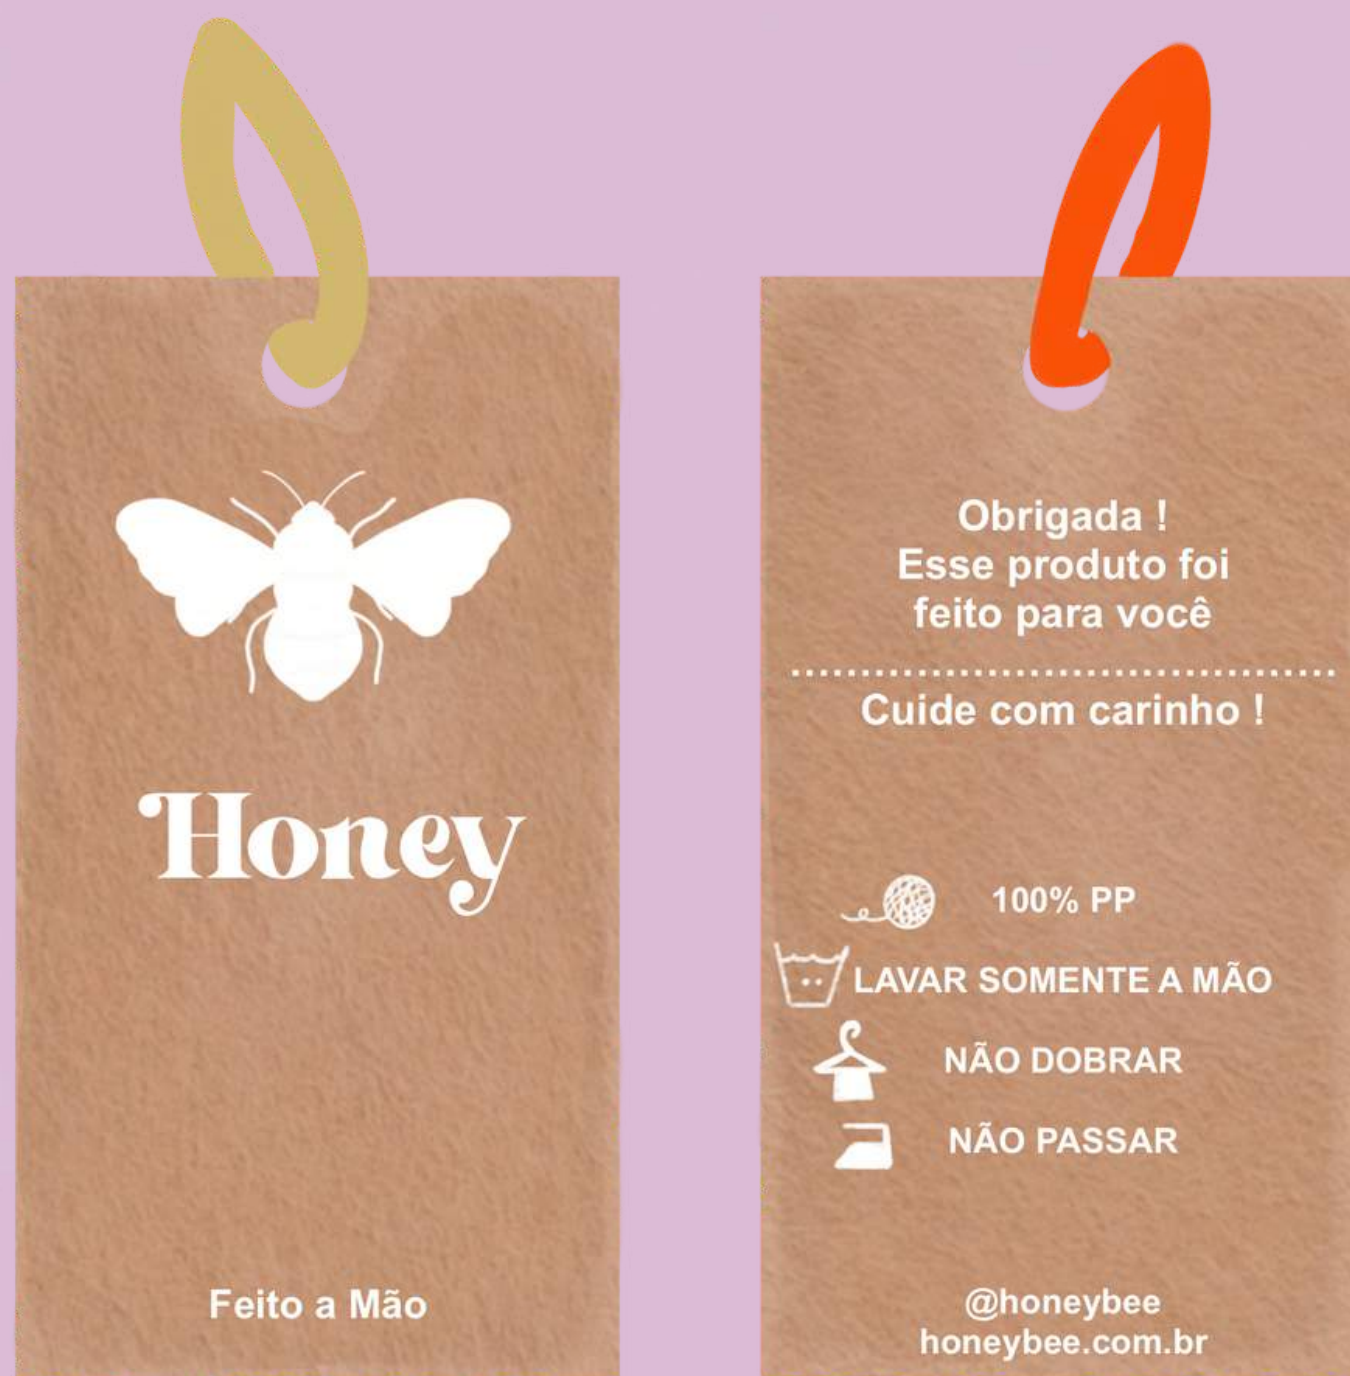 Honey
Feito a Mão
Obrigada !
Esse produto foi
feito para você
Cuide com carinho !
100% PP
LAVAR SOMENTE A MÃO
NÃO DOBRAR
NÃO PASSAR
@honeybee
honeybee.com.br